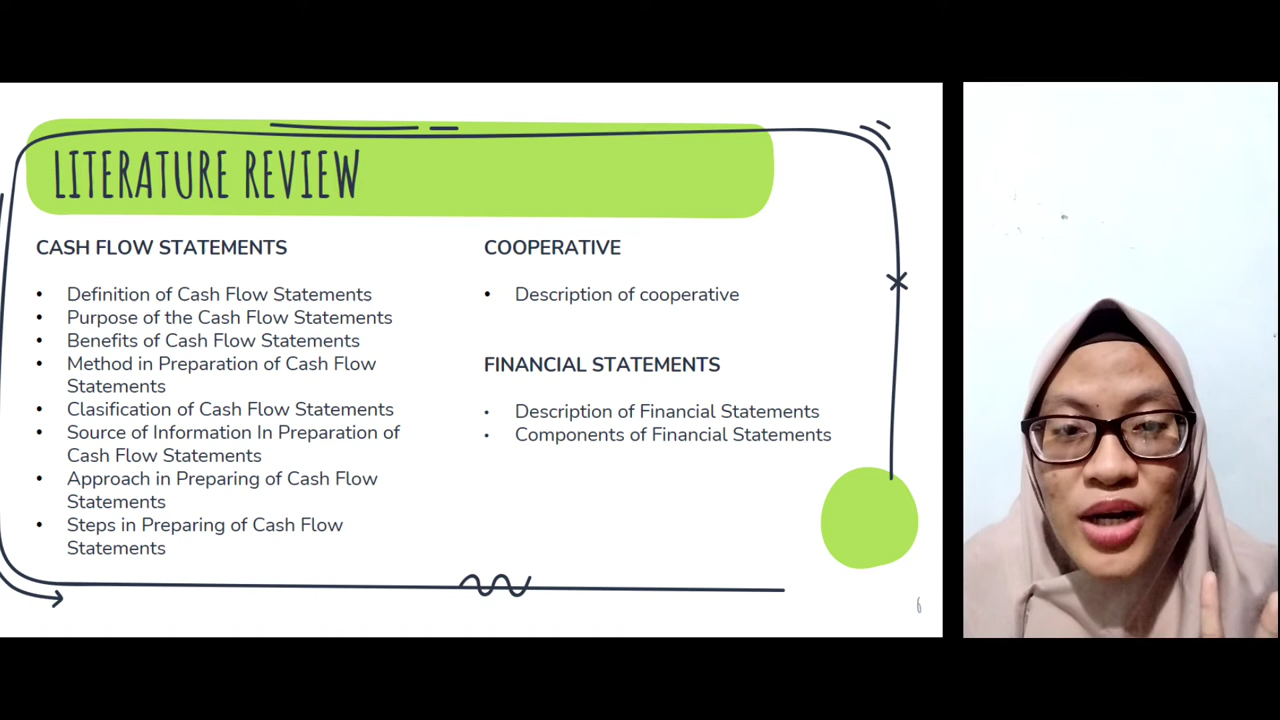 LITERATURE REVIEW
CASH FLOW STATEMENTS
• Definition of Cash Flow Statements
• Purpose of the Cash Flow Statements
• Benefits of Cash Flow Statements
• Method in Preparation of Cash Flow
Statements
• Clasification of Cash Flow Statements
• Source of Information In Preparation of
Cash Flow Statements
• Approach in Preparing of Cash Flow
Statements
• Steps in Preparing of Cash Flow
Statements
COOPERATIVE
• Description of cooperative
FINANCIAL STATEMENTS
• Description of Financial Statements
• Components of Financial Statements
6